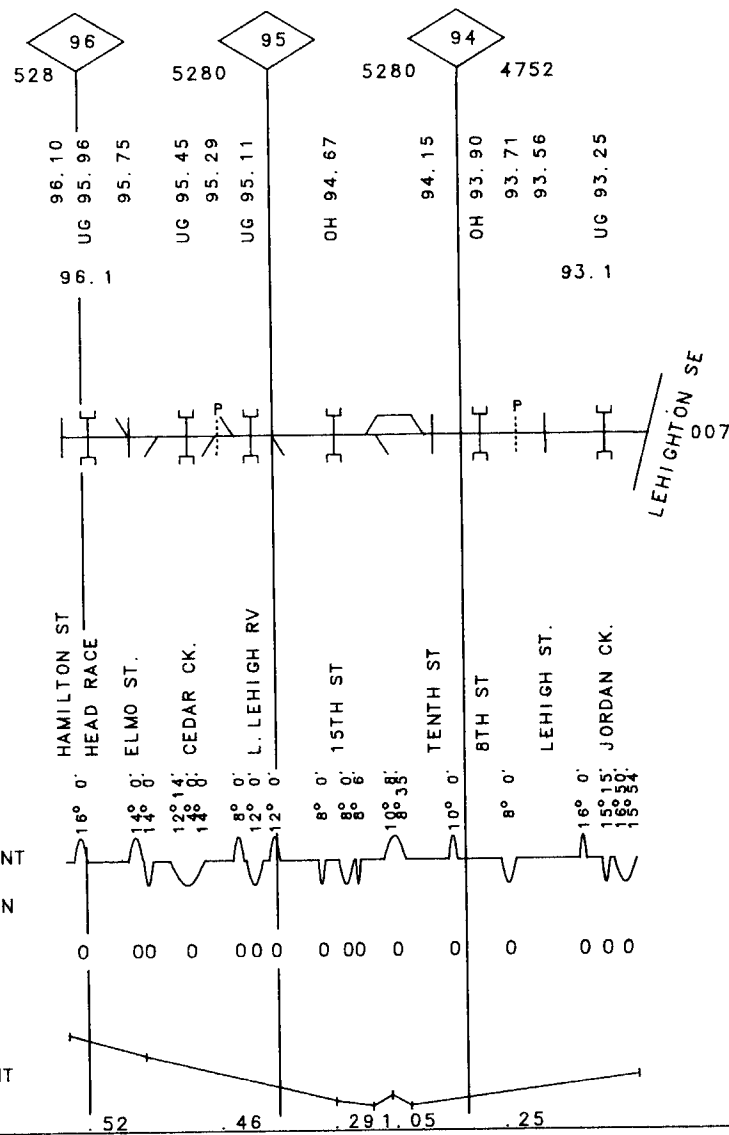 96
95
94
528
5280
5280
4752
96.10
UG 95.96
95.75
UG 95.45
95.29
UG 95.11
OH 94.67
94.15
OH 93.90
93.71
93.56
UG 93.25
96.1
93.1
P
P
LEHIGHTON SE
007
HAMILTON ST
HEAD RACE
ELMO ST.
CEDAR CK.
L. LEHIGH RV
15TH ST
TENTH ST
8TH ST
LEHIGH ST.
JORDAN CK.
16° 0'
14° 0'
14° 0'
12°14'
14° 0'
8° 0'
12° 0'
12° 0'
8° 0'
8° 0'
8° 6'
10° 8'
8°35'
10° 0'
8° 0'
16° 0'
15°15'
16°50'
15°54'
NT
N
0 00 0 000 0 00 0 0 0 000
NT
.52 .46 .29 1.05 .25